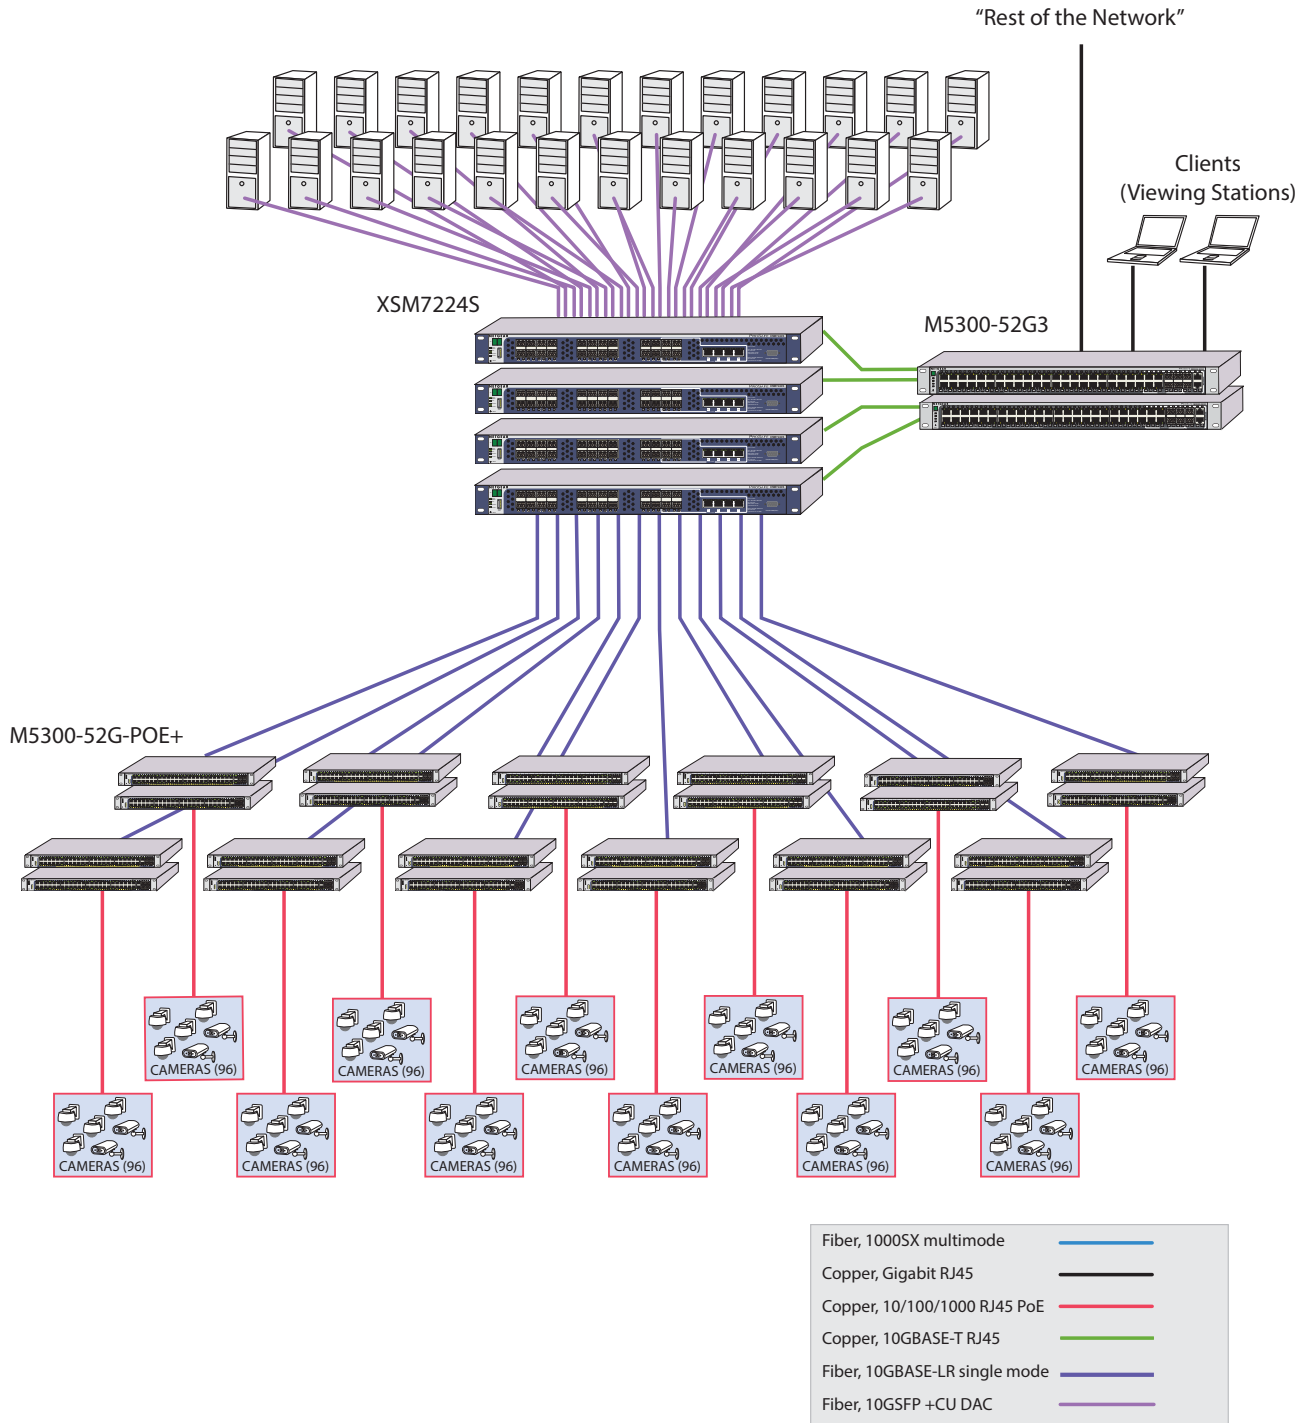 “Rest of the Network”
Clients
(Viewing Stations)
XSM7224S
M5300-52G3
M5300-52G-POE+
CAMERAS (96)
CAMERAS (96)
CAMERAS (96)
CAMERAS (96)
CAMERAS (96)
CAMERAS (96)
CAMERAS (96)
CAMERAS (96)
CAMERAS (96)
CAMERAS (96)
CAMERAS (96)
CAMERAS (96)
Fiber, 1000SX multimode
Copper, Gigabit RJ45
Copper, 10/100/1000 RJ45 PoE
Copper, 10GBASE-T RJ45
Fiber, 10GBASE-LR single mode
Fiber, 10GSFP +CU DAC